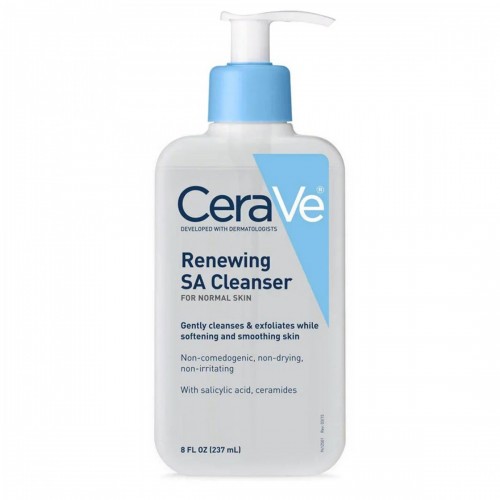 CeraVe®
DEVELOPED WITH DERMATOLOGISTS
Renewing
SA Cleanser
FOR NORMAL SKIN
Gently cleanses & exfoliates while
softening and smoothing skin
Non-comedogenic, non-drying,
non-irritating
With salicylic acid, ceramides
8 FL OZ (237 mL)